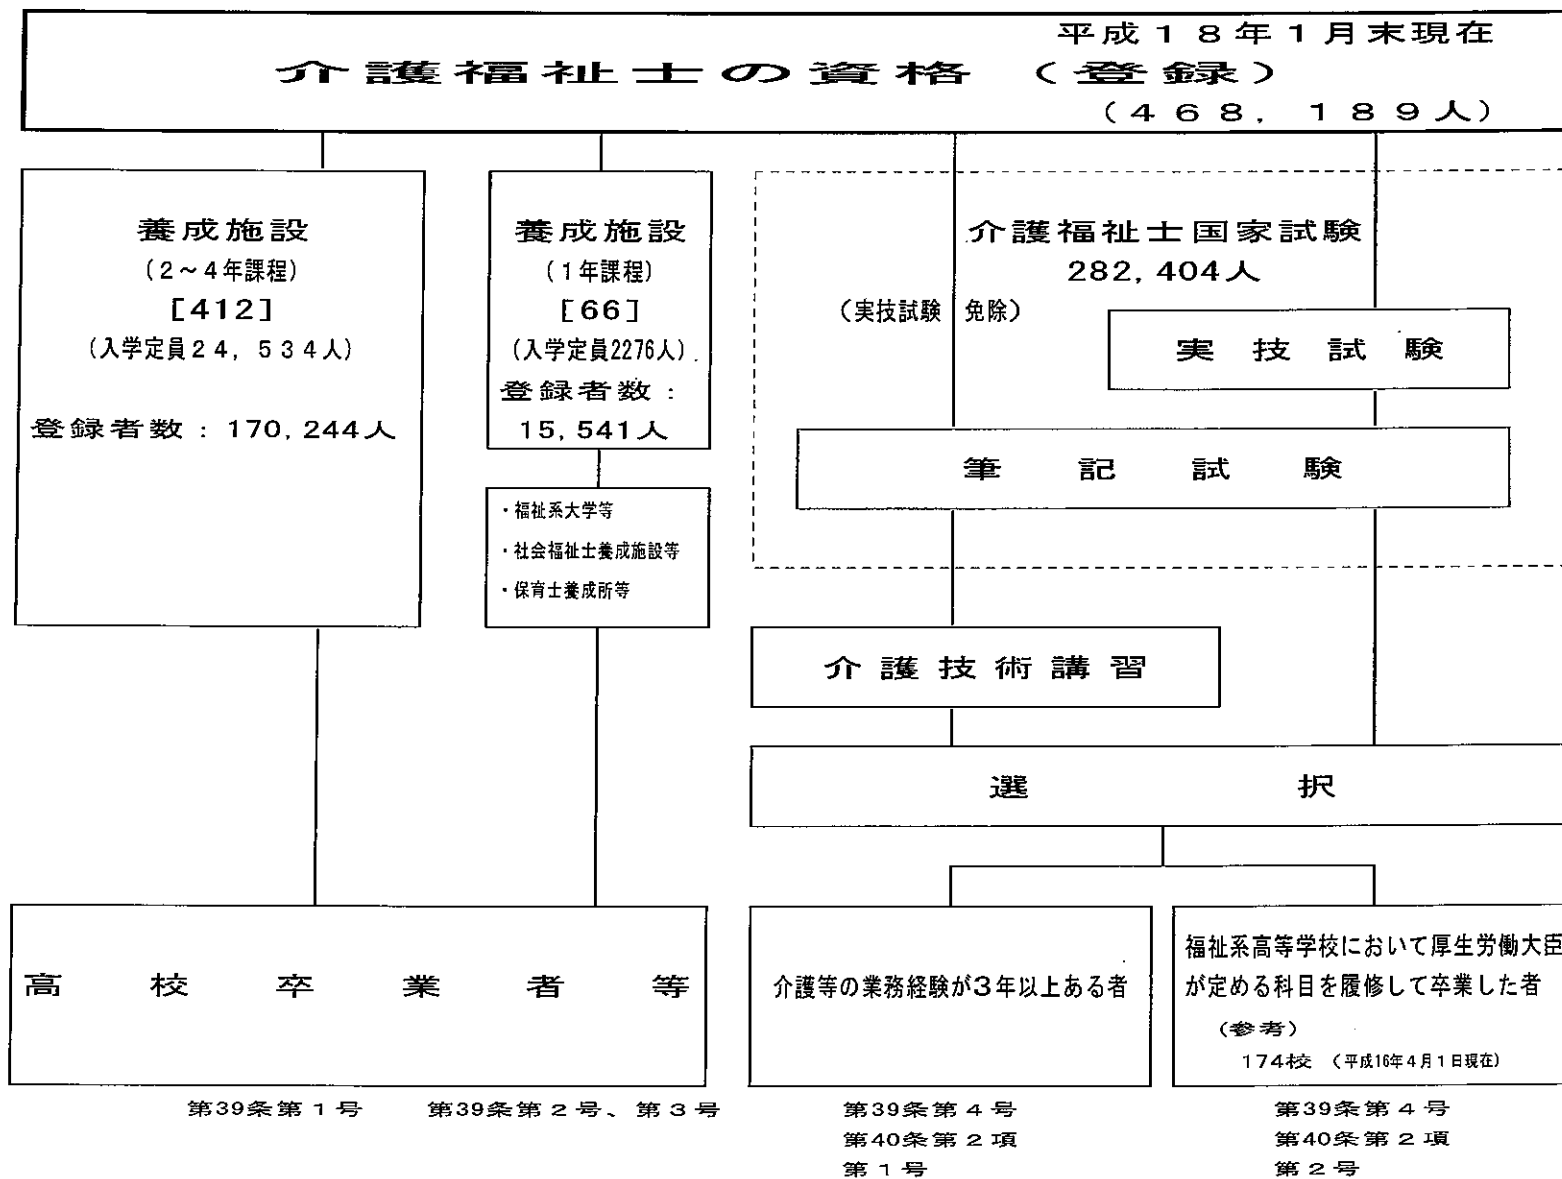 平成18年1月末現在
介護福祉士の資格（登録）
（468，189人）
養成施設
（2～4年課程）
［412］
（入学定員24，534人）
登録者数：170,244人
養成施設
（1年課程）
［66］
（入学定員2276人）
登録者数：
15,541人
・福祉系大学等
・社会福祉士養成施設等
・保育士養成所等
介護福祉士国家試験
282,404人
（実技試験 免除）
実技試験
筆記試験
介護技術講習
選択
高校卒業者等
介護等の業務経験が3年以上ある者
福祉系高等学校において厚生労働大臣
が定める科目を履修して卒業した者
（参考）
174校 （平成16年4月1日現在）
第39条第1号
第39条第2号、第3号
第39条第4号
第40条第2項
第1号
第39条第4号
第40条第2項
第2号